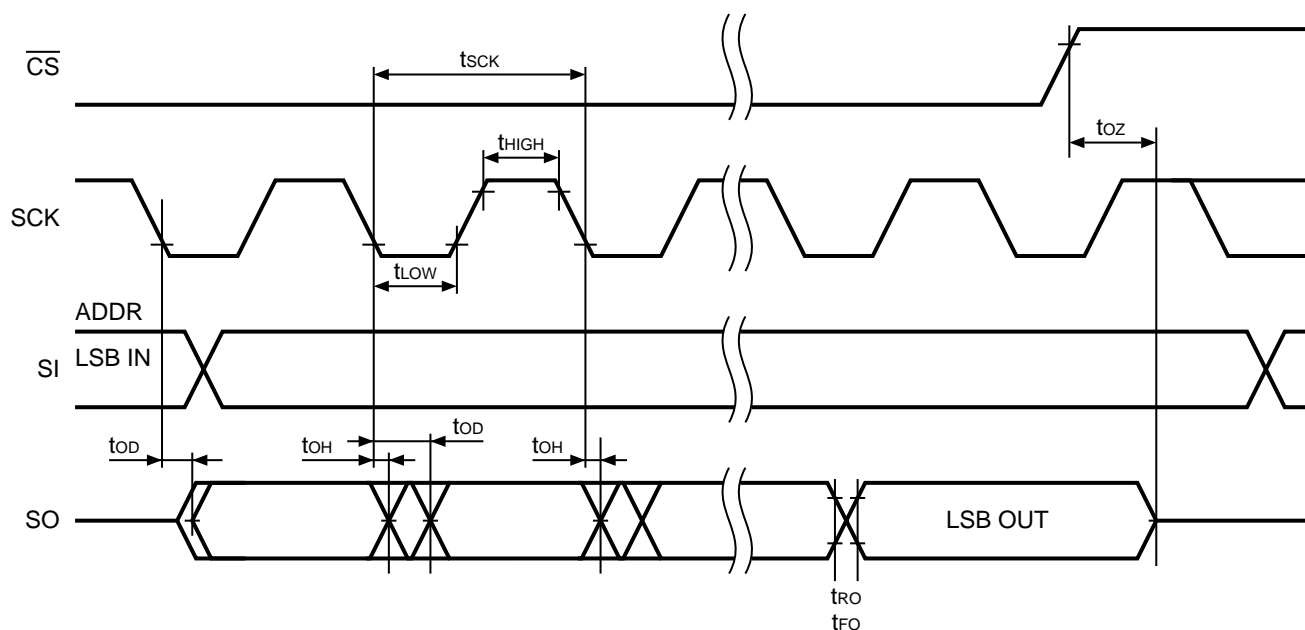 CS
tSCK
tHIGH
tOZ
SCK
tLOW
ADDR
LSB IN
SI
tOD
tOH
tOD
tOH
SO
LSB OUT
tRO
tFO